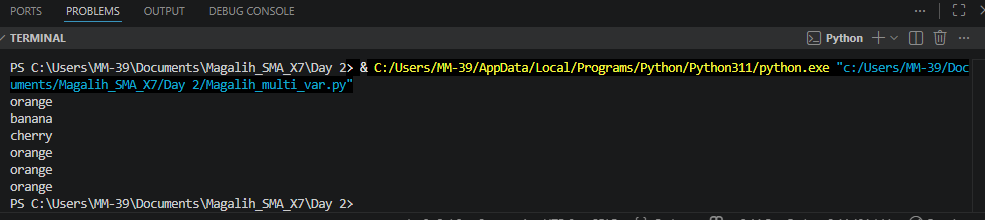 PORTS PROBLEMS OUTPUT DEBUG CONSOLE
TERMINAL Python
PS C:\Users\MM-39\Documents\Magalih_SMA_X7\Day 2> & C:/Users/MM-39/AppData/Local/Programs/Python/Python311/python.exe "c:/Users/MM-39/Doc
uments/Magalih_SMA_X7/Day 2/Magalih_multi_var.py"
orange
banana
cherry
orange
orange
orange
PS C:\Users\MM-39\Documents\Magalih_SMA_X7\Day 2>